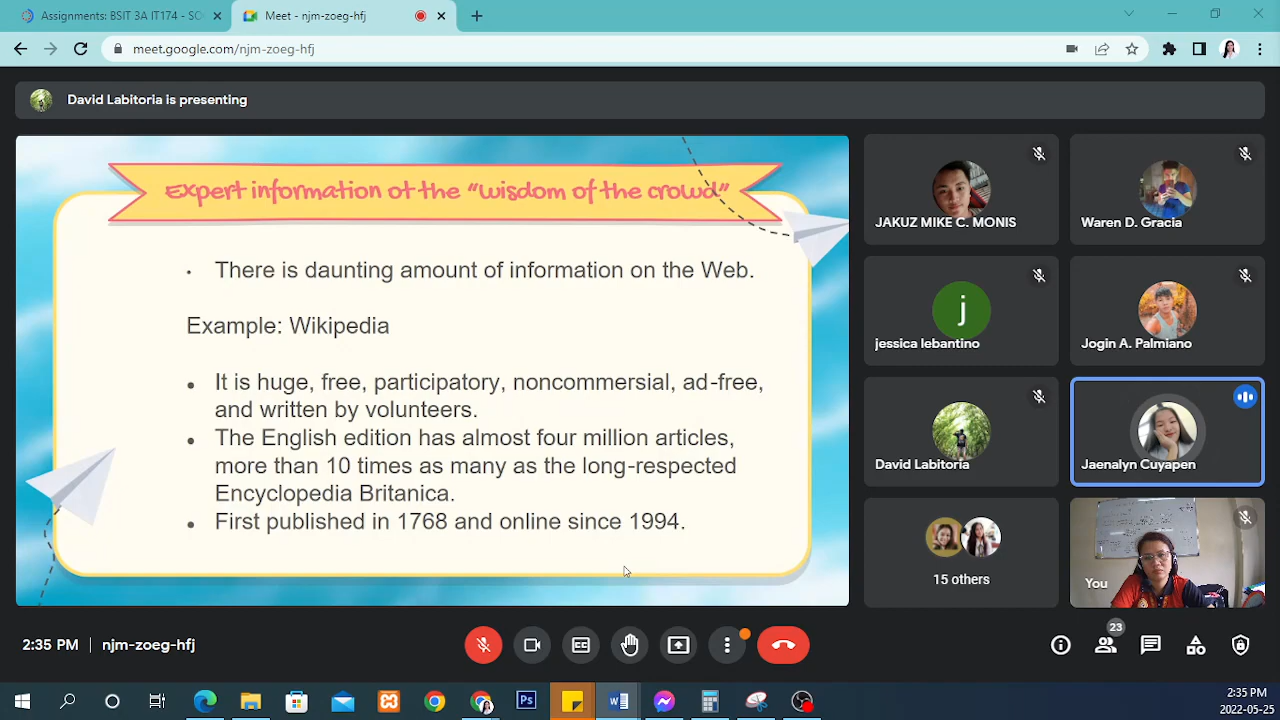 Assignments: BSIT 3A IT174 - SO
Meet - njm-zoeg-hfj
meet.google.com/njm-zoeg-hfj
David Labitoria is presenting
Expert information ot the "wisdom of the crowd"
• There is daunting amount of information on the Web.
Example: Wikipedia
• It is huge, free, participatory, noncommersial, ad-free,
and written by volunteers.
• The English edition has almost four million articles,
more than 10 times as many as the long-respected
Encyclopedia Britanica.
• First published in 1768 and online since 1994.
JAKUZ MIKE C. MONIS
Waren D. Gracia
j
jessica lebantino
Jogin A. Palmiano
David Labitoria
Jaenalyn Cuyapen
15 others
You
2:35 PM | njm-zoeg-hfj
CC
23
Ps
W
2:35 PM
2022-05-25